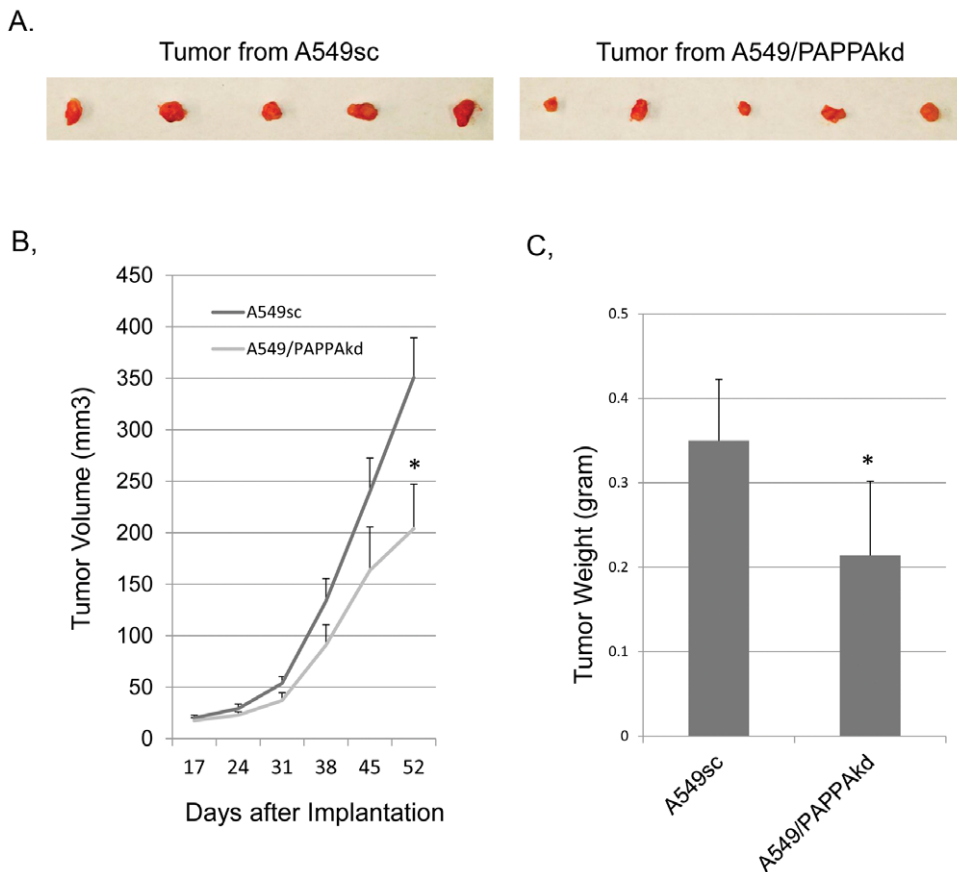 A.
Tumor from A549sc
Tumor from A549/PAPPAkd
B,
Tumor Volume (mm3)
450
400
350
300
250
200
150
100
50
0
A549sc
A549/PAPPAkd
*
17 24 31 38 45 52
Days after Implantation
C,
Tumor Weight (gram)
0.5
0.4
0.3
0.2
0.1
0
*
A549sc
A549/PAPPAkd